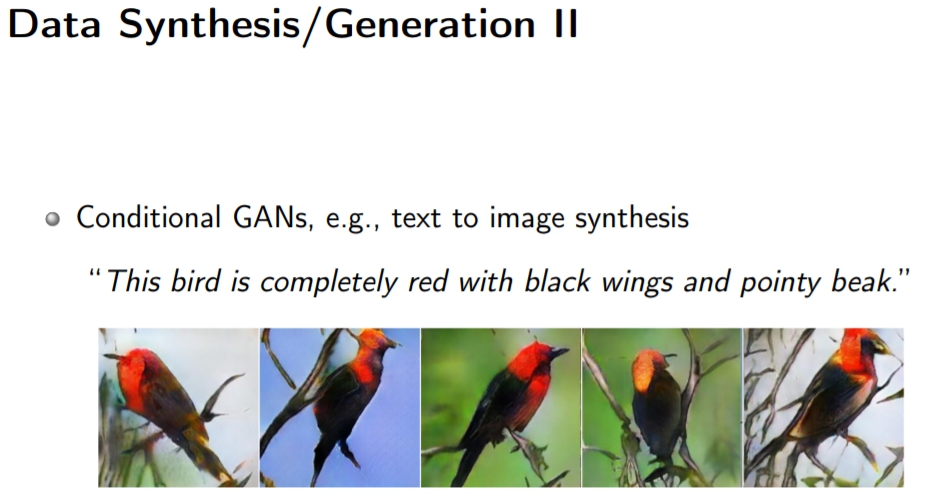 Data Synthesis/Generation II
Conditional GANs, e.g., text to image synthesis
“This bird is completely red with black wings and pointy beak.”